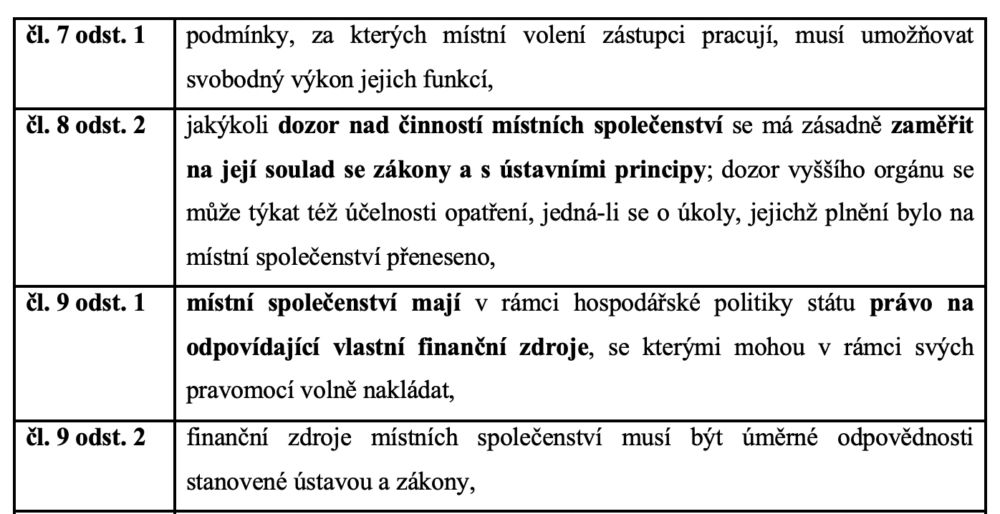 čl. 7 odst. 1
podmínky, za kterých místní volení zástupci pracují, musí umožňovat
svobodný výkon jejich funkcí,
čl. 8 odst. 2
jakýkoli dozor nad činností místních společenství se má zásadně zaměřit
na její soulad se zákony a s ústavními principy; dozor vyššího orgánu se
může týkat též účelnosti opatření, jedná-li se o úkoly, jejichž plnění bylo na
místní společenství přeneseno,
čl. 9 odst. 1
místní společenství mají v rámci hospodářské politiky státu právo na
odpovídající vlastní finanční zdroje, se kterými mohou v rámci svých
pravomocí volně nakládat,
čl. 9 odst. 2
finanční zdroje místních společenství musí být úměrné odpovědnosti
stanovené ústavou a zákony,